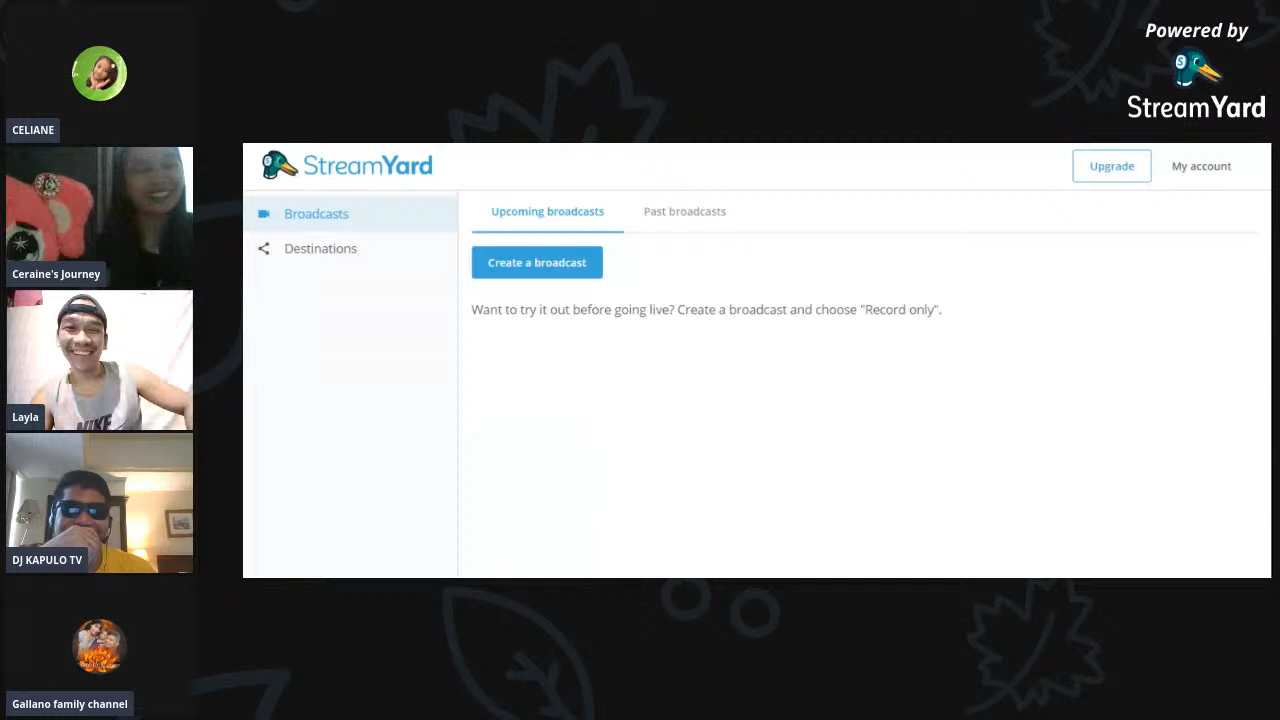 Powered by
StreamYard
CELIANE
Ceraine's Journey
Layla
NIKE
DJ KAPULO TV
Gallano family channel
StreamYard
Upgrade
My account
Broadcasts
Destinations
Upcoming broadcasts
Past broadcasts
Create a broadcast
Want to try it out before going live? Create a broadcast and choose "Record only".